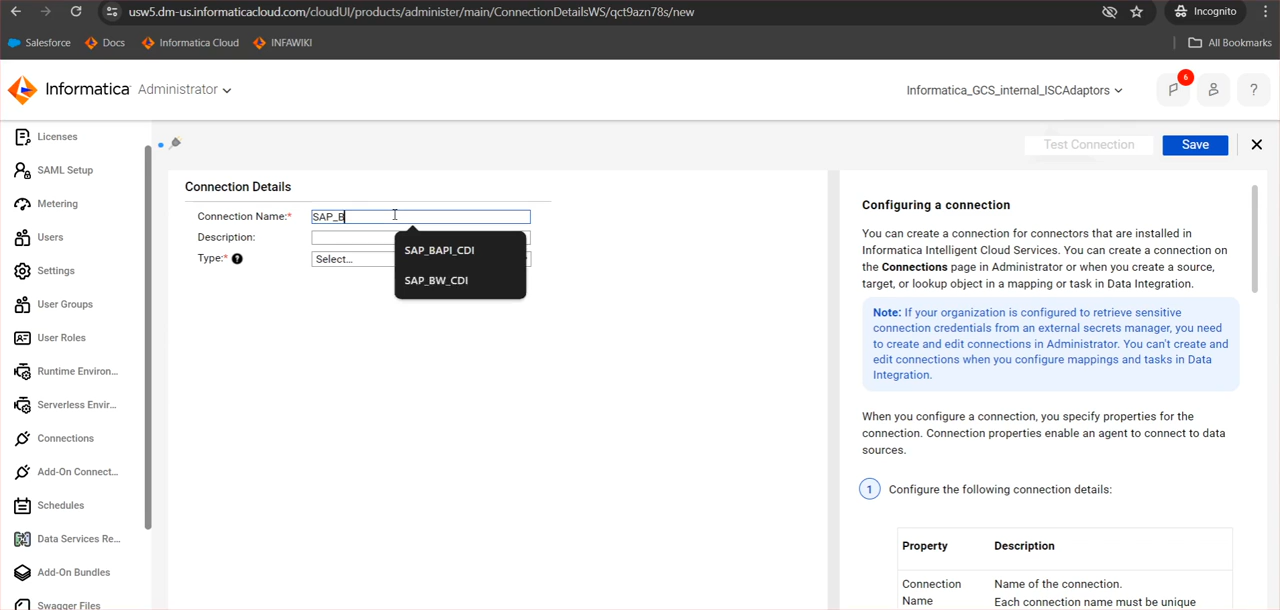 usw5.dm-us.informaticacloud.com/cloudUI/products/administer/main/ConnectionDetailsWS/qct9azn78s/new
Incognito
Salesforce
Docs
Informatica Cloud
INFAWIKI
All Bookmarks
Informatica Administrator
Informatica_GCS_internal_ISCAdaptors
6
?
Licenses
SAML Setup
Metering
Users
Settings
User Groups
User Roles
Runtime Environ...
Serverless Envir...
Connections
Add-On Connect...
Schedules
Data Services Re...
Add-On Bundles
Swagger Files
Test Connection
Save
Connection Details
Connection Name:* SAP_B
Description:
Type:* ? Select...
SAP_BAPI_CDI
SAP_BW_CDI
Configuring a connection
You can create a connection for connectors that are installed in
Informatica Intelligent Cloud Services. You can create a connection on
the Connections page in Administrator or when you create a source,
target, or lookup object in a mapping or task in Data Integration.
Note: If your organization is configured to retrieve sensitive
connection credentials from an external secrets manager, you need
to create and edit connections in Administrator. You can't create and
edit connections when you configure mappings and tasks in Data
Integration.
When you configure a connection, you specify properties for the
connection. Connection properties enable an agent to connect to data
sources.
1 Configure the following connection details:
Property Description
Connection Name of the connection.
Name Each connection name must be unique